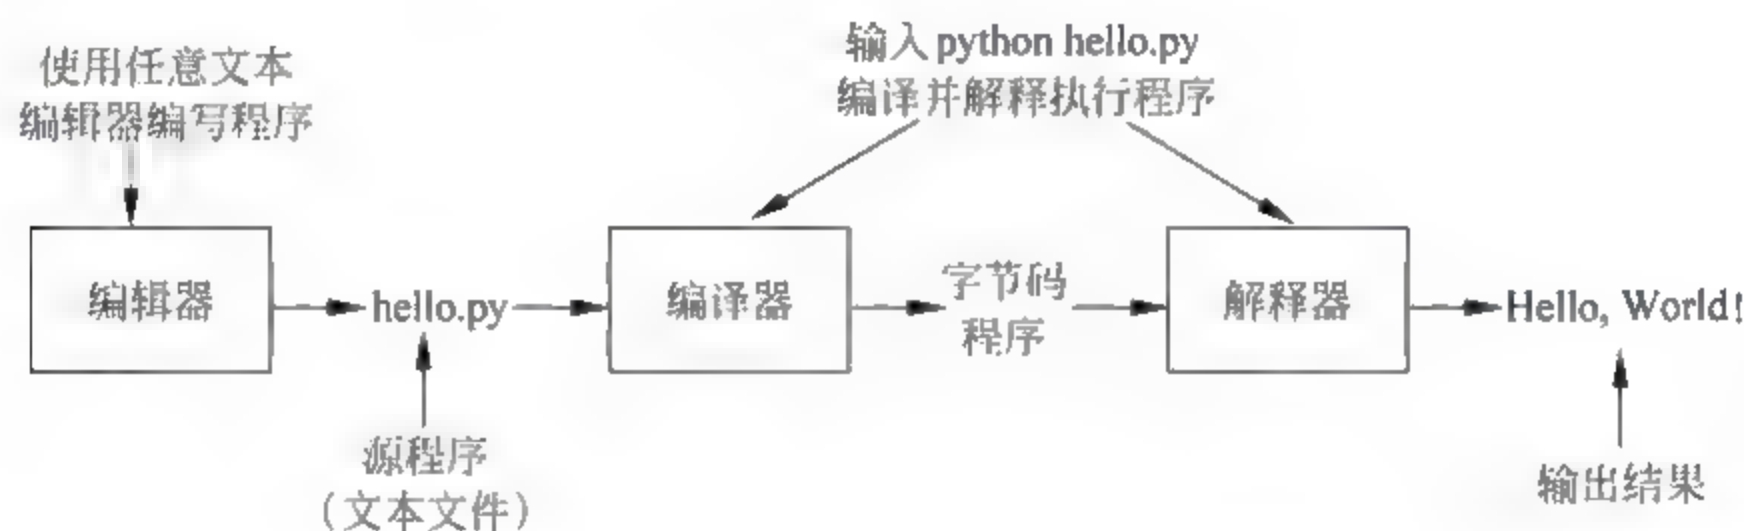 使用任意文本
编辑器编写程序
输入 python hello.py
编译并解释执行程序
编辑器
hello.py
编译器
字节码
程序
解释器
Hello, World!
源程序
(文本文件)
输出结果